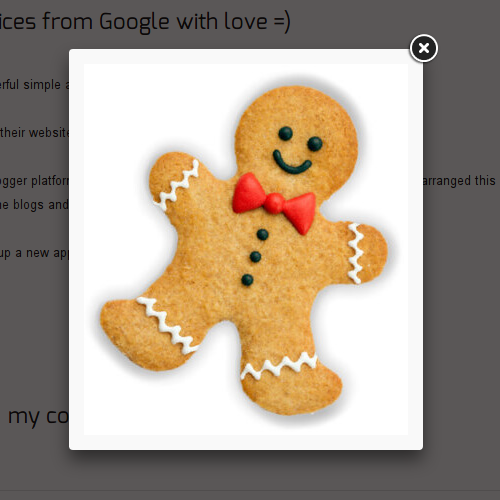 ices from Google with love =)
erful simple a
their website
ogger platform arranged this
ne blogs and
up a new app
my co